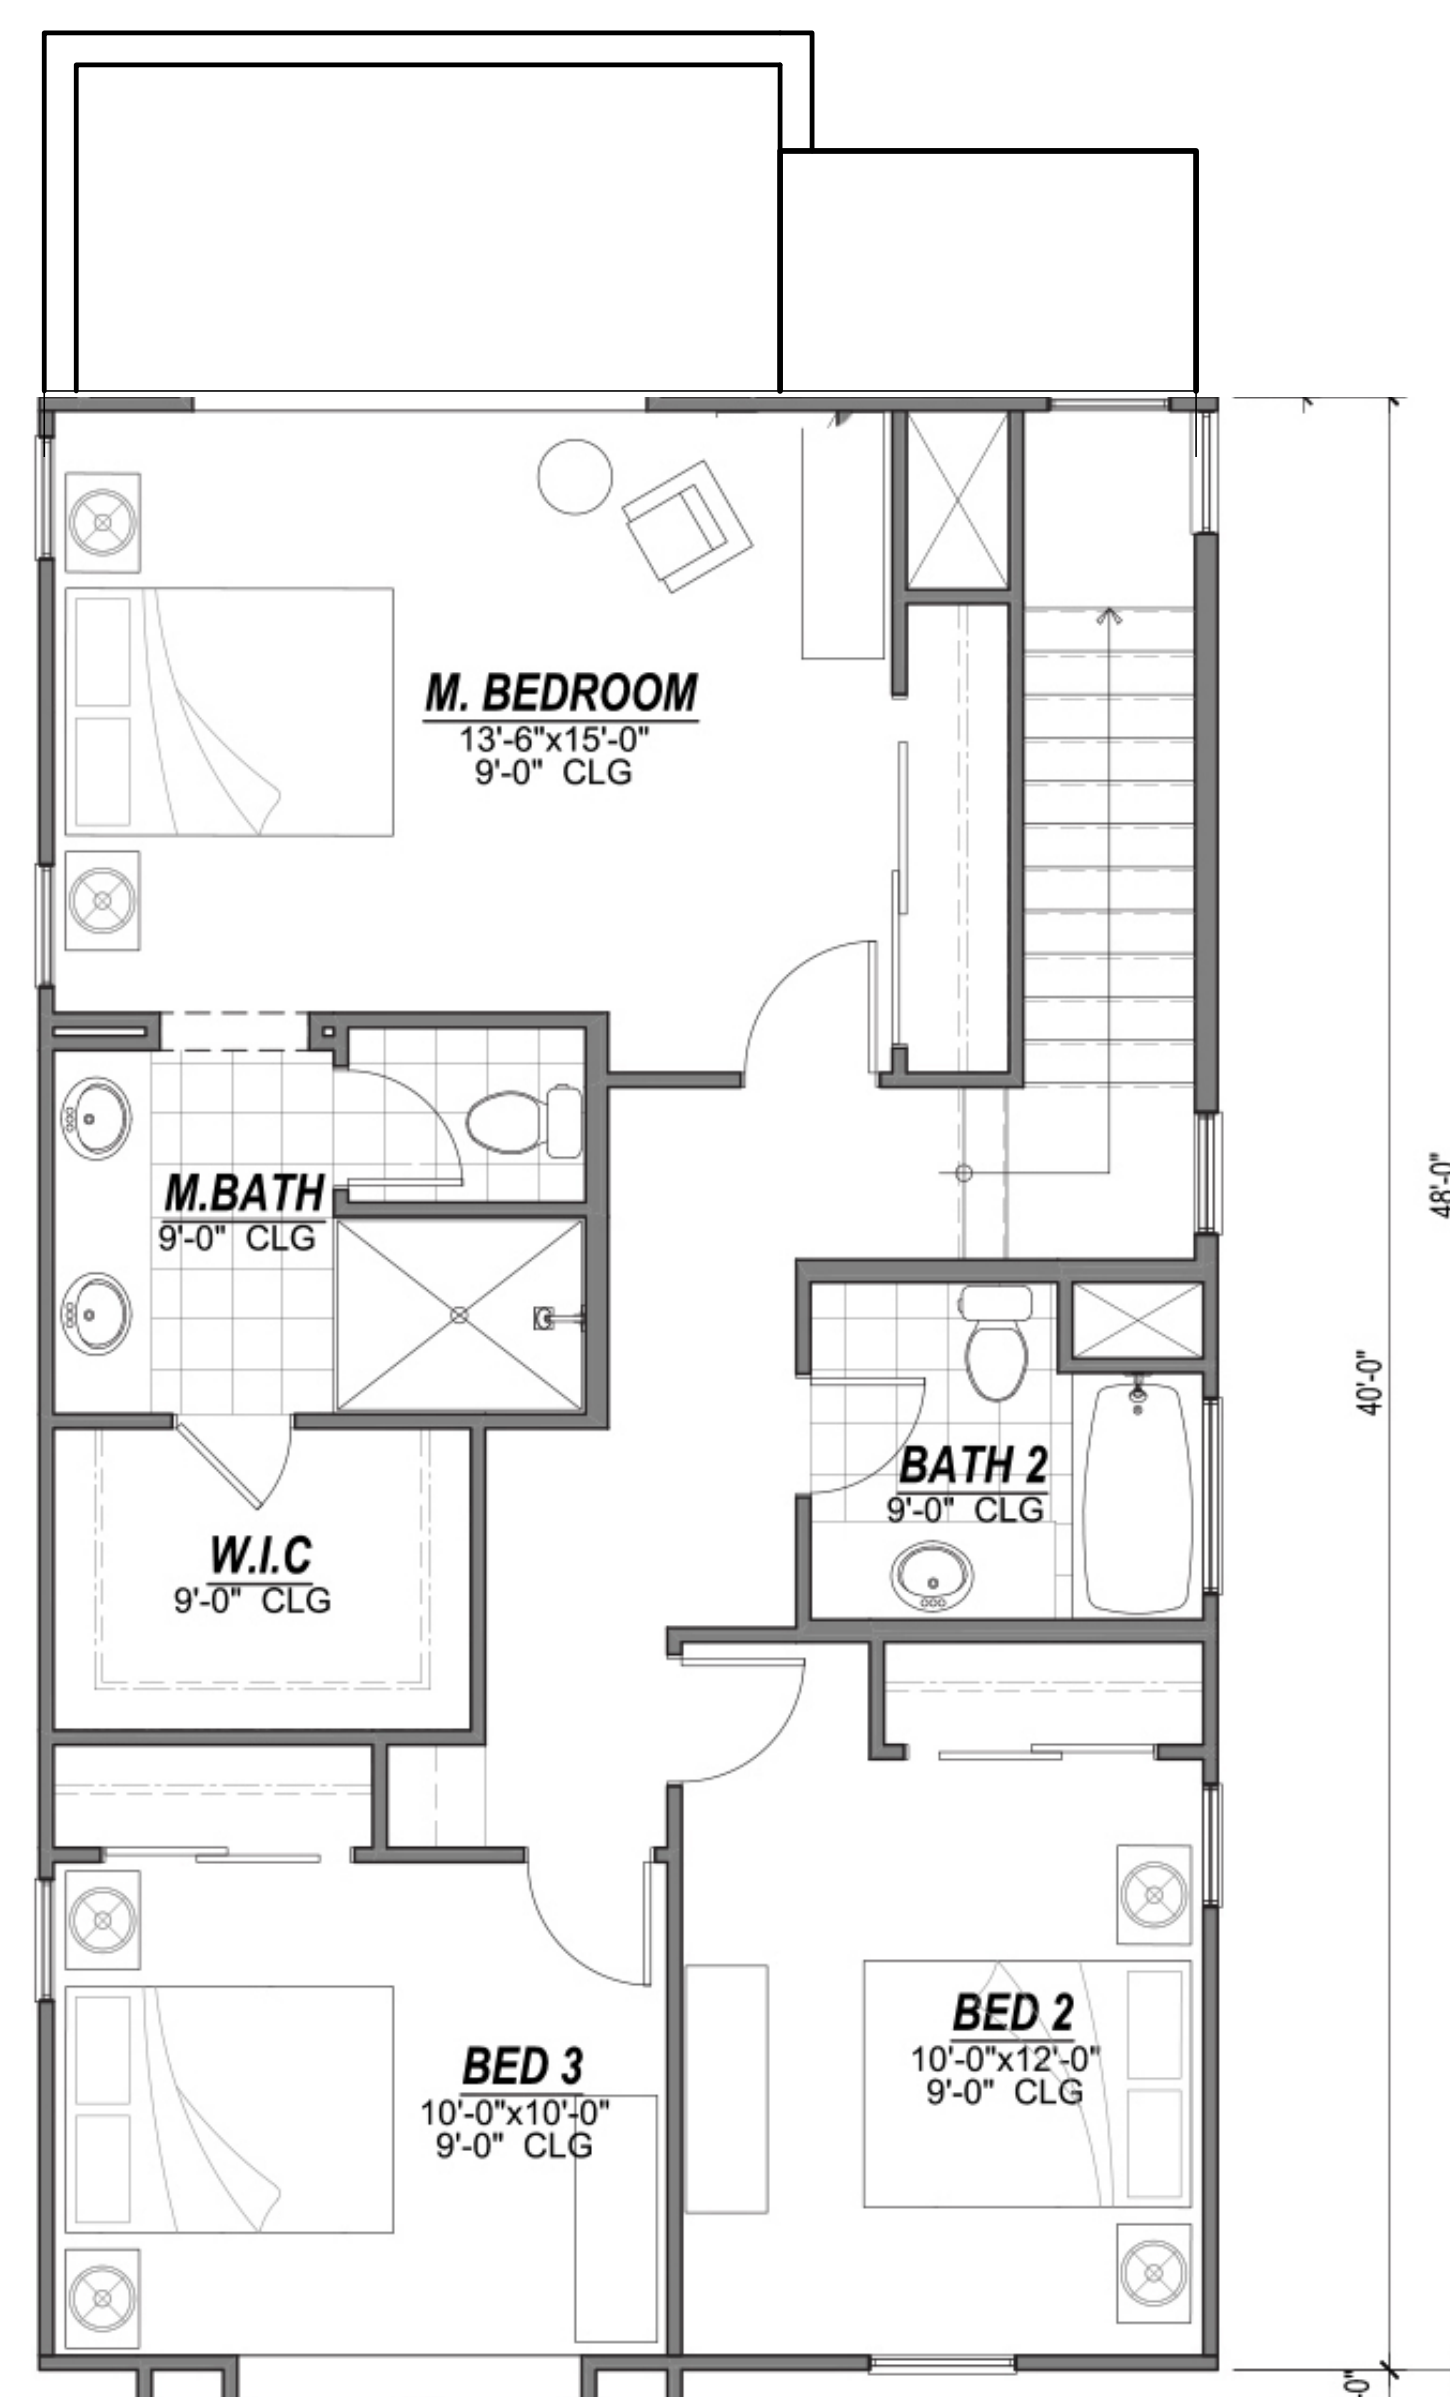 M. BEDROOM
13'-6"x15'-0"
9'-0" CLG
M.BATH
9'-0" CLG
48'-0"
40'-0"
BATH 2
9'-0" CLG
W.I.C
9'-0" CLG
BED 2
10'-0"x12'-0"
9'-0" CLG
BED 3
10'-0"x10'-0"
9'-0" CLG